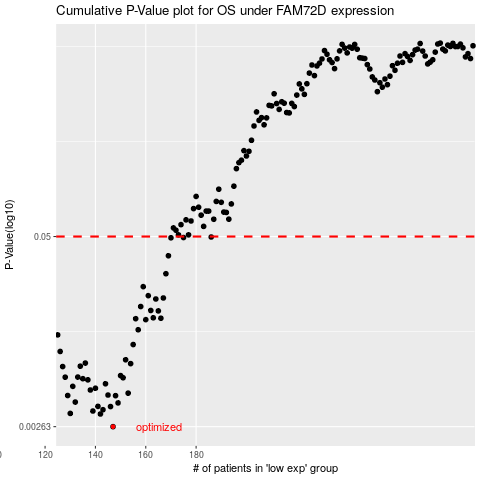 Cumulative P-Value plot for OS under FAM72D expression
P-Value(log10)
0.05
0.00263
optimized
0 120 140 160 180
# of patients in 'low exp' group